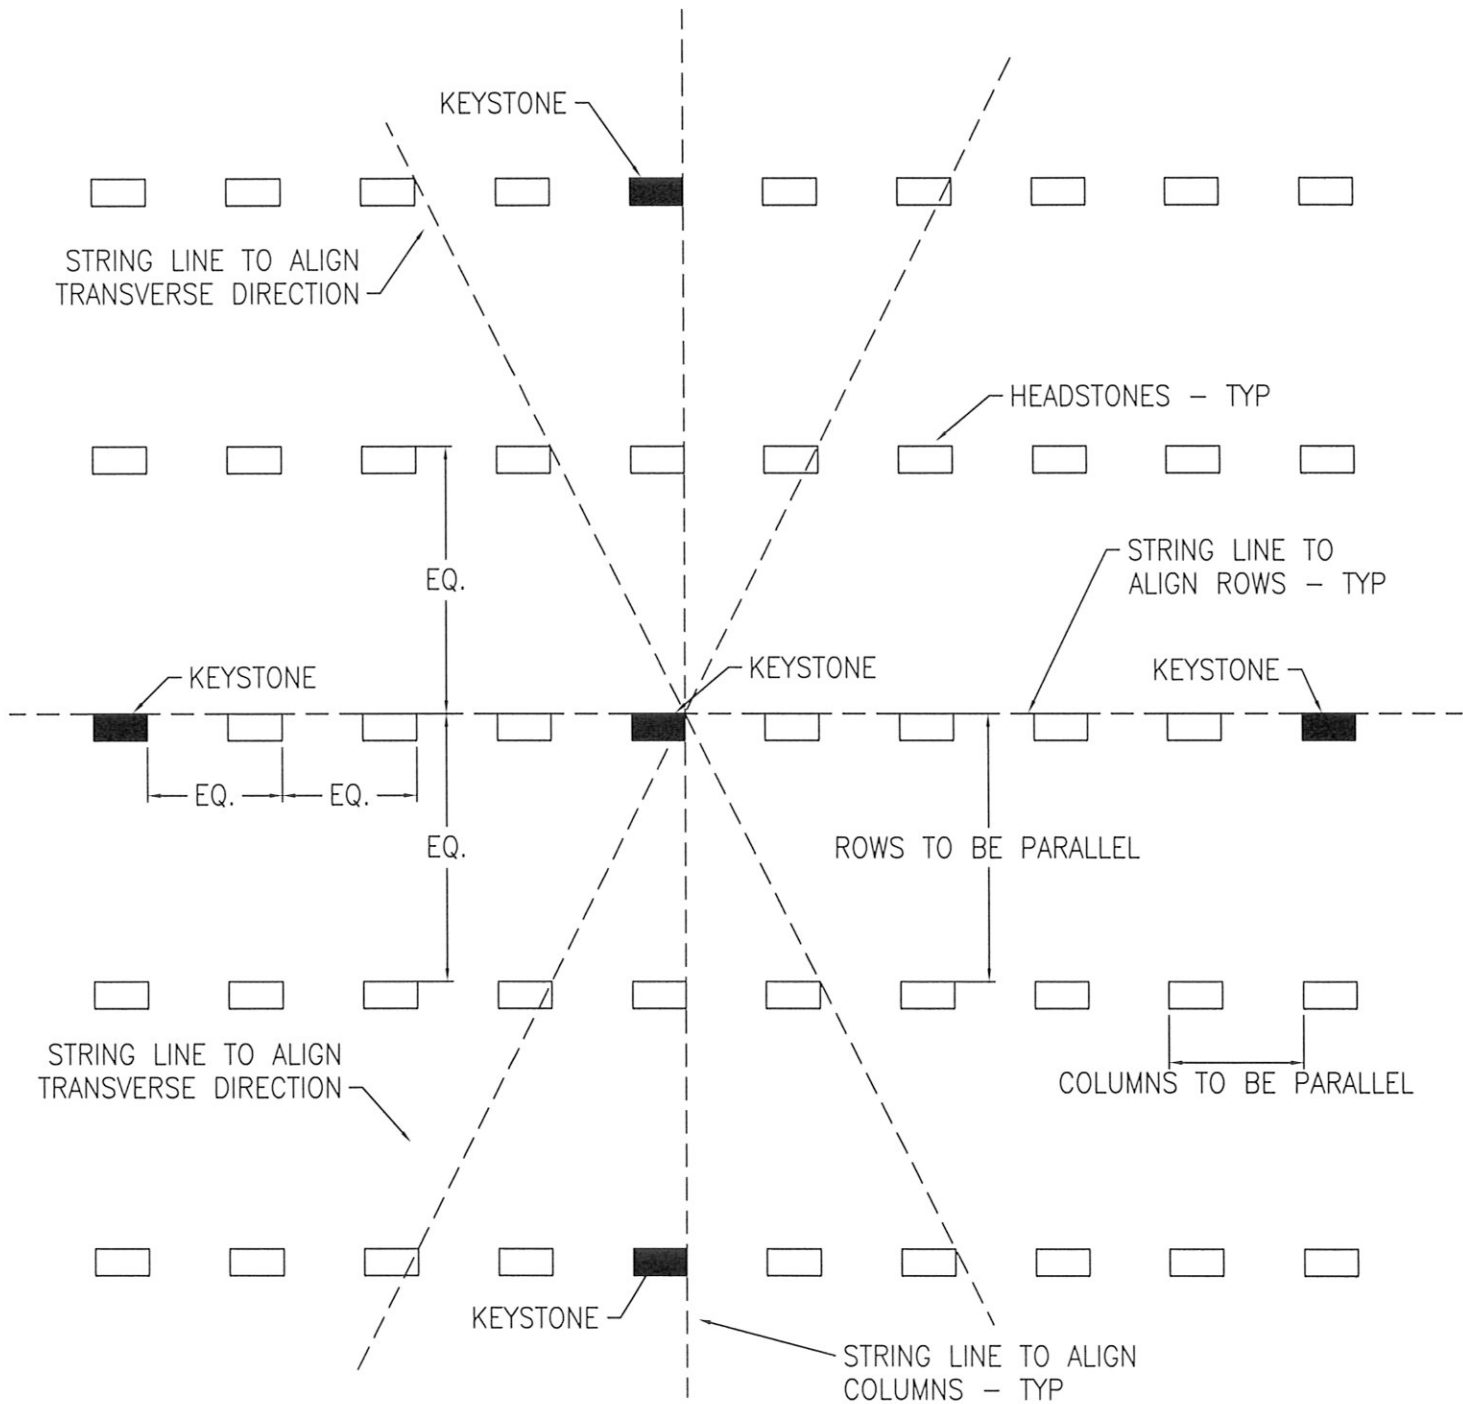 KEYSTONE
STRING LINE TO ALIGN
TRANSVERSE DIRECTION
HEADSTONES - TYP
EQ.
STRING LINE TO
ALIGN ROWS - TYP
KEYSTONE
KEYSTONE
KEYSTONE
EQ.
EQ.
EQ.
ROWS TO BE PARALLEL
STRING LINE TO ALIGN
TRANSVERSE DIRECTION
COLUMNS TO BE PARALLEL
KEYSTONE
STRING LINE TO ALIGN
COLUMNS - TYP